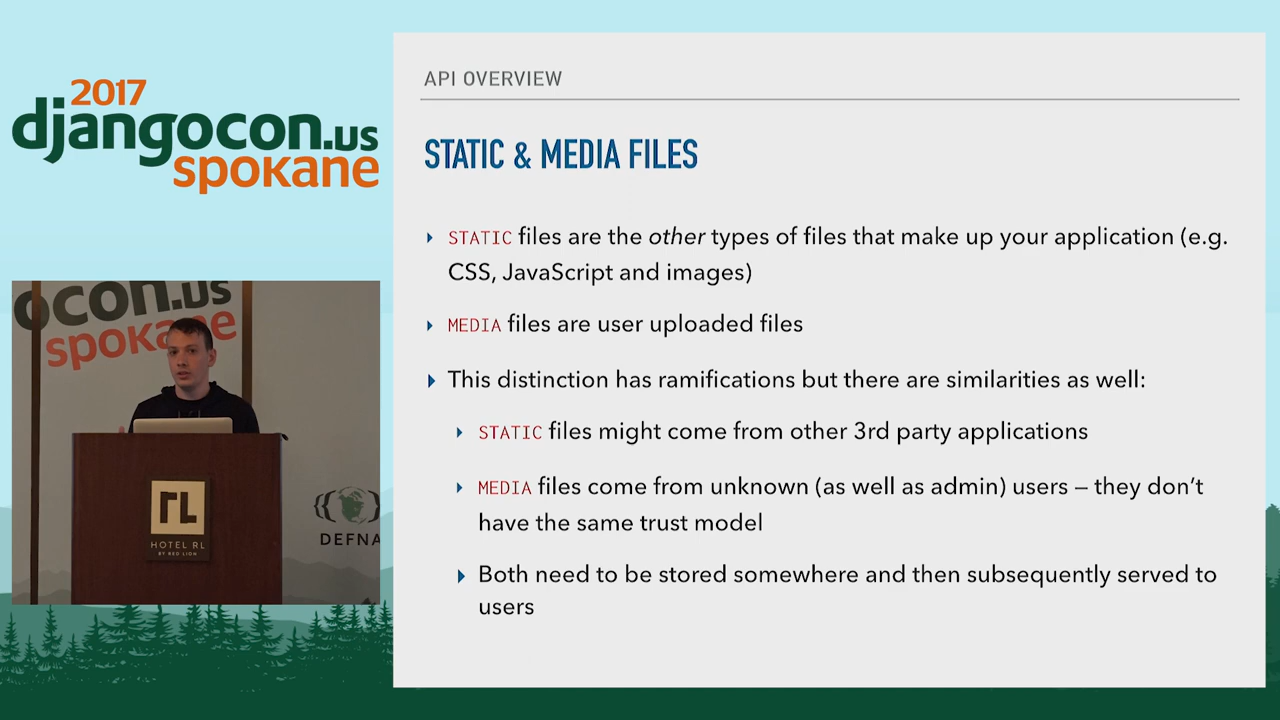 2017
djangocon.us
spokane
API OVERVIEW
STATIC & MEDIA FILES
STATIC files are the other types of files that make up your application (e.g.
CSS, JavaScript and images)
MEDIA files are user uploaded files
This distinction has ramifications but there are similarities as well:
STATIC files might come from other 3rd party applications
MEDIA files come from unknown (as well as admin) users – they don’t
have the same trust model
Both need to be stored somewhere and then subsequently served to
users
ocon.us
spoka
RL
HOTEL RL
BY RED LION
DEFNA